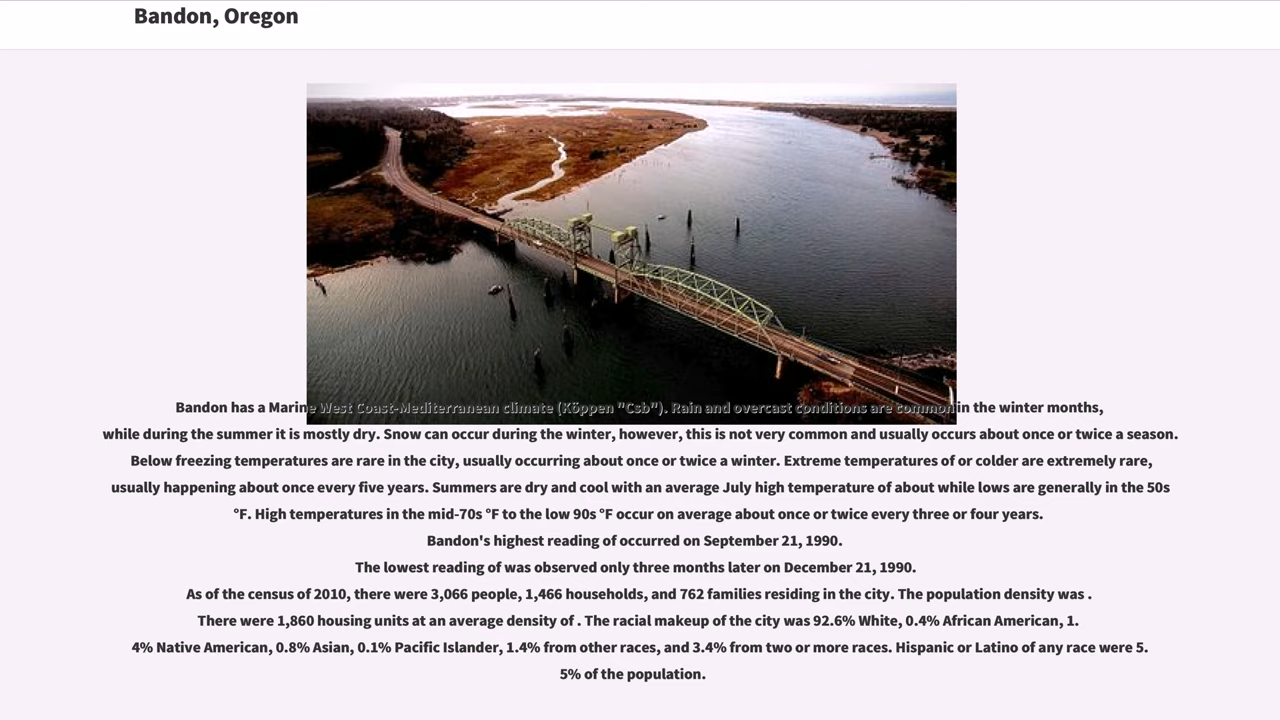 Bandon, Oregon
Bandon has a Marine West Coast-Mediterranean climate (Köppen "Csb"). Rain and overcast conditions are common in the winter months,
while during the summer it is mostly dry. Snow can occur during the winter, however, this is not very common and usually occurs about once or twice a season.
Below freezing temperatures are rare in the city, usually occurring about once or twice a winter. Extreme temperatures of or colder are extremely rare,
usually happening about once every five years. Summers are dry and cool with an average July high temperature of about while lows are generally in the 50s
°F. High temperatures in the mid-70s °F to the low 90s °F occur on average about once or twice every three or four years.
Bandon's highest reading of occurred on September 21, 1990.
The lowest reading of was observed only three months later on December 21, 1990.
As of the census of 2010, there were 3,066 people, 1,466 households, and 762 families residing in the city. The population density was .
There were 1,860 housing units at an average density of . The racial makeup of the city was 92.6% White, 0.4% African American, 1.
4% Native American, 0.8% Asian, 0.1% Pacific Islander, 1.4% from other races, and 3.4% from two or more races. Hispanic or Latino of any race were 5.
5% of the population.